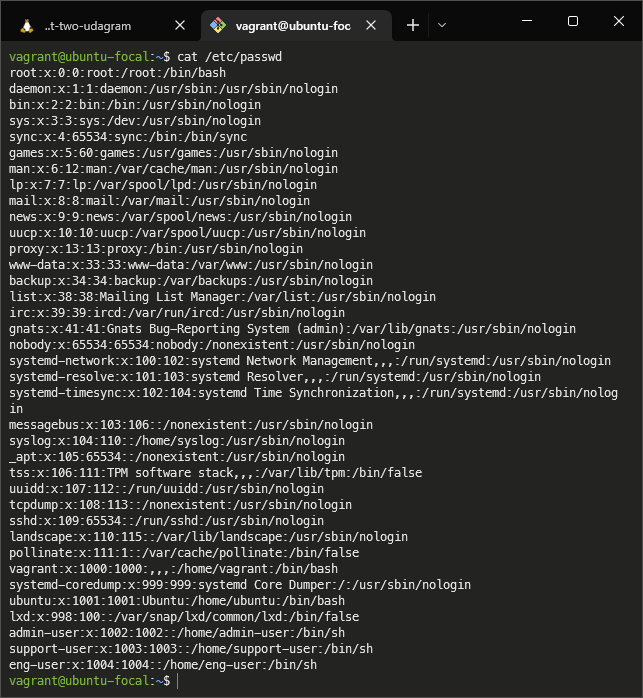 ..t-two-udagram
vagrant@ubuntu-foc
vagrant@ubuntu-focal:~$ cat /etc/passwd
root:x:0:0:root:/root:/bin/bash
daemon:x:1:1:daemon:/usr/sbin:/usr/sbin/nologin
bin:x:2:2:bin:/bin:/usr/sbin/nologin
sys:x:3:3:sys:/dev:/usr/sbin/nologin
sync:x:4:65534:sync:/bin:/bin/sync
games:x:5:60:games:/usr/games:/usr/sbin/nologin
man:x:6:12:man:/var/cache/man:/usr/sbin/nologin
lp:x:7:7:lp:/var/spool/lpd:/usr/sbin/nologin
mail:x:8:8:mail:/var/mail:/usr/sbin/nologin
news:x:9:9:news:/var/spool/news:/usr/sbin/nologin
uucp:x:10:10:uucp:/var/spool/uucp:/usr/sbin/nologin
proxy:x:13:13:proxy:/bin:/usr/sbin/nologin
www-data:x:33:33:www-data:/var/www:/usr/sbin/nologin
backup:x:34:34:backup:/var/backups:/usr/sbin/nologin
list:x:38:38:Mailing List Manager:/var/list:/usr/sbin/nologin
irc:x:39:39:ircd:/var/run/ircd:/usr/sbin/nologin
gnats:x:41:41:Gnats Bug-Reporting System (admin):/var/lib/gnats:/usr/sbin/nologin
nobody:x:65534:65534:nobody:/nonexistent:/usr/sbin/nologin
systemd-network:x:100:102:systemd Network Management,,,:/run/systemd:/usr/sbin/nologin
systemd-resolve:x:101:103:systemd Resolver,,,:/run/systemd:/usr/sbin/nologin
systemd-timesync:x:102:104:systemd Time Synchronization,,,:/run/systemd:/usr/sbin/nolog
in
messagebus:x:103:106::/nonexistent:/usr/sbin/nologin
syslog:x:104:110::/home/syslog:/usr/sbin/nologin
_apt:x:105:65534::/nonexistent:/usr/sbin/nologin
tss:x:106:111:TPM software stack,,,:/var/lib/tpm:/bin/false
uuidd:x:107:112::/run/uuidd:/usr/sbin/nologin
tcpdump:x:108:113::/nonexistent:/usr/sbin/nologin
sshd:x:109:65534::/run/sshd:/usr/sbin/nologin
landscape:x:110:115::/var/lib/landscape:/usr/sbin/nologin
pollinate:x:111:1::/var/cache/pollinate:/bin/false
vagrant:x:1000:1000:,,,:/home/vagrant:/bin/bash
systemd-coredump:x:999:999:systemd Core Dumper:/:/usr/sbin/nologin
ubuntu:x:1001:1001:Ubuntu:/home/ubuntu:/bin/bash
lxd:x:998:100::/var/snap/lxd/common/lxd:/bin/false
admin-user:x:1002:1002::/home/admin-user:/bin/sh
support-user:x:1003:1003::/home/support-user:/bin/sh
eng-user:x:1004:1004::/home/eng-user:/bin/sh
vagrant@ubuntu-focal:~$